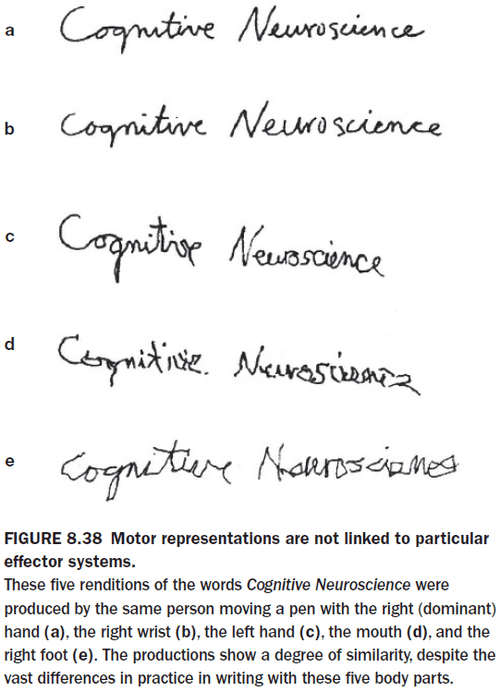 a Cognitive Neuroscience
b Cognitive Neuroscience
c Cognitive Neuroscience
d Cognitive Neuroscience
e Cognitive Neuroscience
FIGURE 8.38 Motor representations are not linked to particular
effector systems.
These five renditions of the words Cognitive Neuroscience were
produced by the same person moving a pen with the right (dominant)
hand (a), the right wrist (b), the left hand (c), the mouth (d), and the
right foot (e). The productions show a degree of similarity, despite the
vast differences in practice in writing with these five body parts.